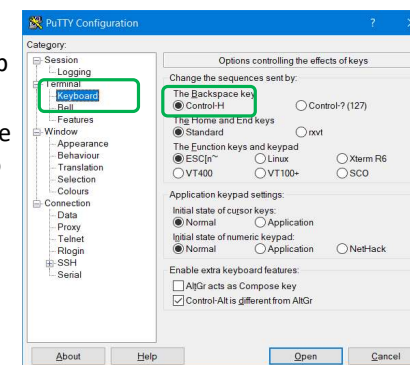 PuTTY Configuration ?
Category:
Session
Logging
Terminal
Keyboard
Bell
Features
Window
Appearance
Behaviour
Translation
Selection
Colours
Connection
Data
Proxy
Telnet
Rlogin
SSH
Serial
Options controlling the effects of keys
Change the sequences sent by:
The Backspace key
Control-H Control-? (127)
The Home and End keys
Standard rxvt
The Function keys and keypad
ESC[n~ Linux Xterm R6
VT400 VT100+ SCO
Application keypad settings:
Initial state of cursor keys:
Normal Application
Initial state of numeric keypad:
Normal Application NetHack
Enable extra keyboard features:
AltGr acts as Compose key
Control-Alt is different from AltGr
About Help Open Cancel